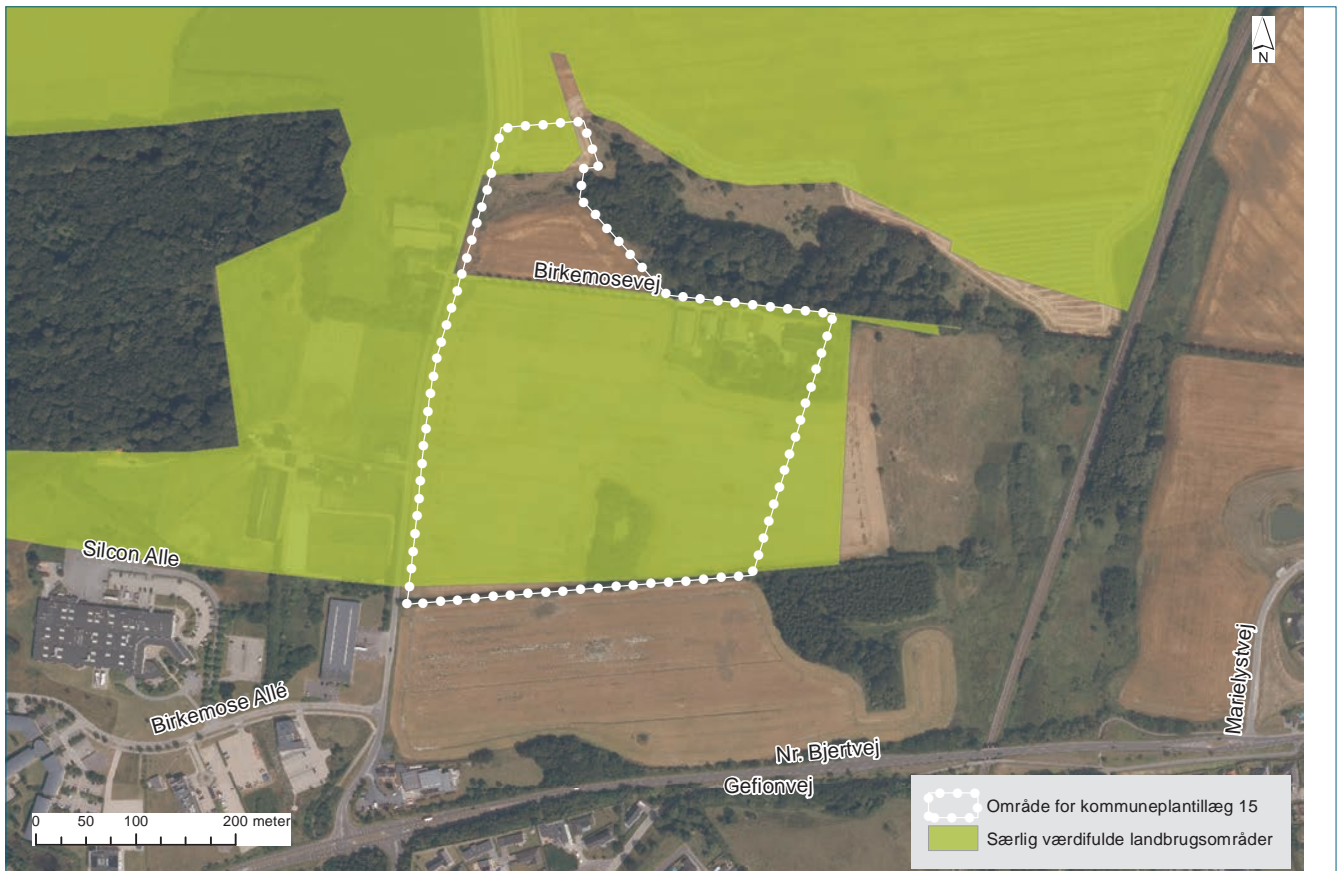 N
Birkemosevej
Silcon Alle
Birkemose Allé
Marielystvej
Nr. Bjertvej
Gefionvej
0 50 100 200 meter
Område for kommuneplantillæg 15
Særlig værdifulde landbrugsområder